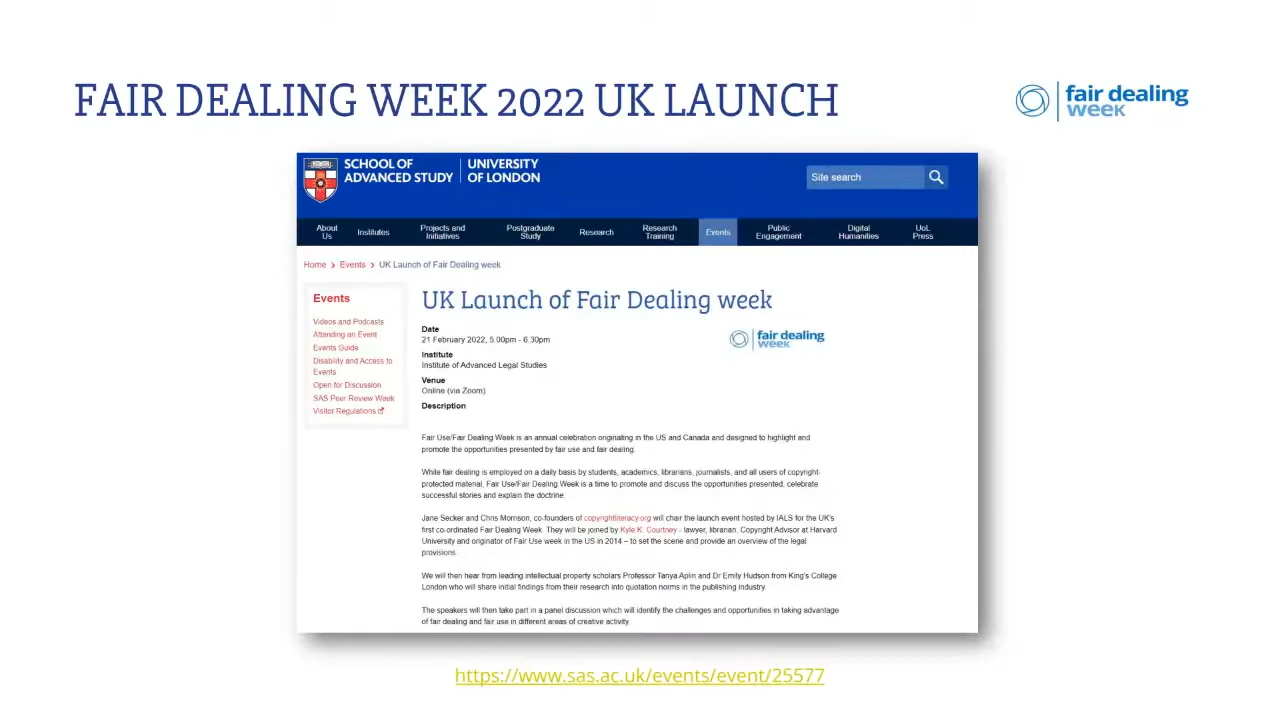 FAIR DEALING WEEK 2022 UK LAUNCH
fair dealing
week
SCHOOL OF
ADVANCED STUDY
UNIVERSITY
OF LONDON
Site search
About
Us
Institutes
Projects and
Initiatives
Postgraduate
Study
Research
Research
Training
Events
Public
Engagement
Digital
Humanities
UoL
Press
Home > Events > UK Launch of Fair Dealing week
Events
Videos and Podcasts
Attending an Event
Events Guide
Disability and Access to
Events
Open for Discussion
SAS Peer Review Week
Visitor Regulations
UK Launch of Fair Dealing week
fair dealing
week
Date
21 February 2022, 5.00pm - 6.30pm
Institute
Institute of Advanced Legal Studies
Venue
Online (via Zoom)
Description
Fair Use/Fair Dealing Week is an annual celebration originating in the US and Canada and designed to highlight and
promote the opportunities presented by fair use and fair dealing.
While fair dealing is employed on a daily basis by students, academics, librarians, journalists, and all users of copyright-
protected material, Fair Use/Fair Dealing Week is a time to promote and discuss the opportunities presented, celebrate
successful stories and explain the doctrine.
Jane Secker and Chris Morrison, co-founders of copyrightliteracy.org will chair the launch event hosted by IALS for the UK's
first co-ordinated Fair Dealing Week. They will be joined by Kyle K. Courtney - lawyer, librarian, Copyright Advisor at Harvard
University and originator of Fair Use week in the US in 2014 – to set the scene and provide an overview of the legal
provisions.
We will then hear from leading intellectual property scholars Professor Tanya Aplin and Dr Emily Hudson from King's College
London who will share initial findings from their research into quotation norms in the publishing industry.
The speakers will then take part in a panel discussion which will identify the challenges and opportunities in taking advantage
of fair dealing and fair use in different areas of creative activity.
https://www.sas.ac.uk/events/event/25577